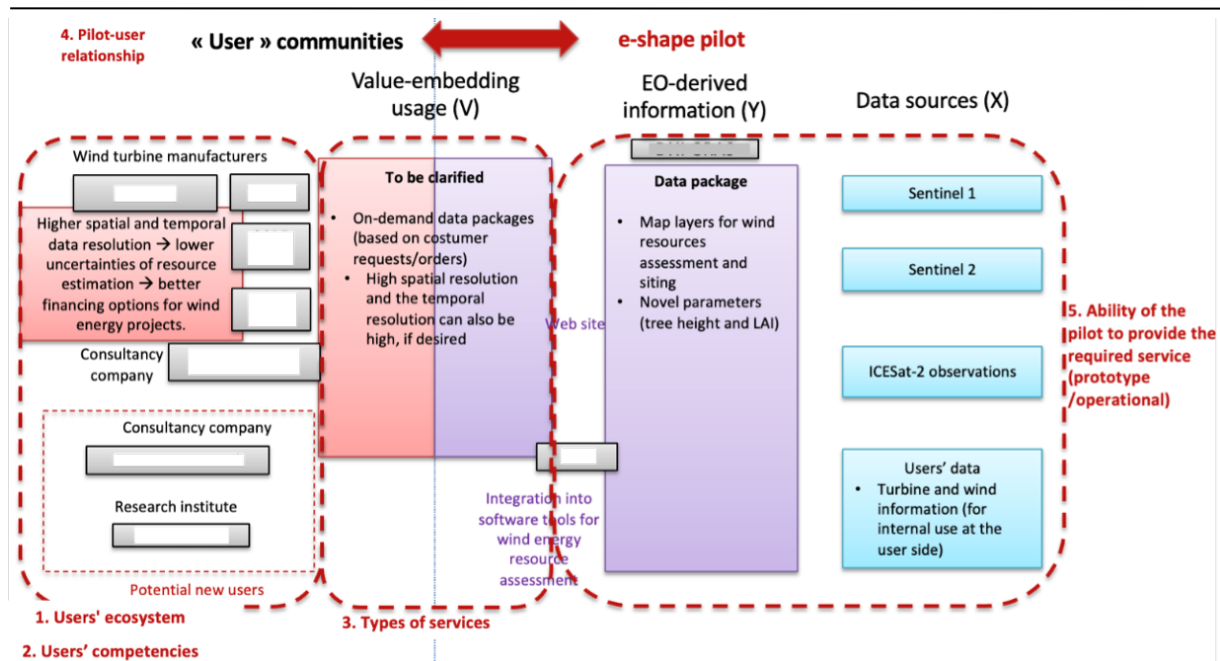 4. Pilot-user
relationship
« User » communities
e-shape pilot
Value-embedding
usage (V)
EO-derived
information (Y)
Data sources (X)
Wind turbine manufacturers
Higher spatial and temporal
data resolution → lower
uncertainties of resource
estimation → better
financing options for wind
energy projects.
Consultancy
company
Consultancy company
Research institute
Potential new users
1. Users' ecosystem
2. Users' competencies
To be clarified
• On-demand data packages
(based on costumer
requests/orders)
• High spatial resolution
and the temporal
resolution can also be
high, if desired
3. Types of services
Web site
Integration into
software tools for
wind energy
resource
assessment
Data package
• Map layers for wind
resources
assessment and
siting
• Novel parameters
(tree height and LAI)
Sentinel 1
Sentinel 2
ICESat-2 observations
Users' data
• Turbine and wind
information (for
internal use at the
user side)
5. Ability of the
pilot to provide the
required service
(prototype
/operational)